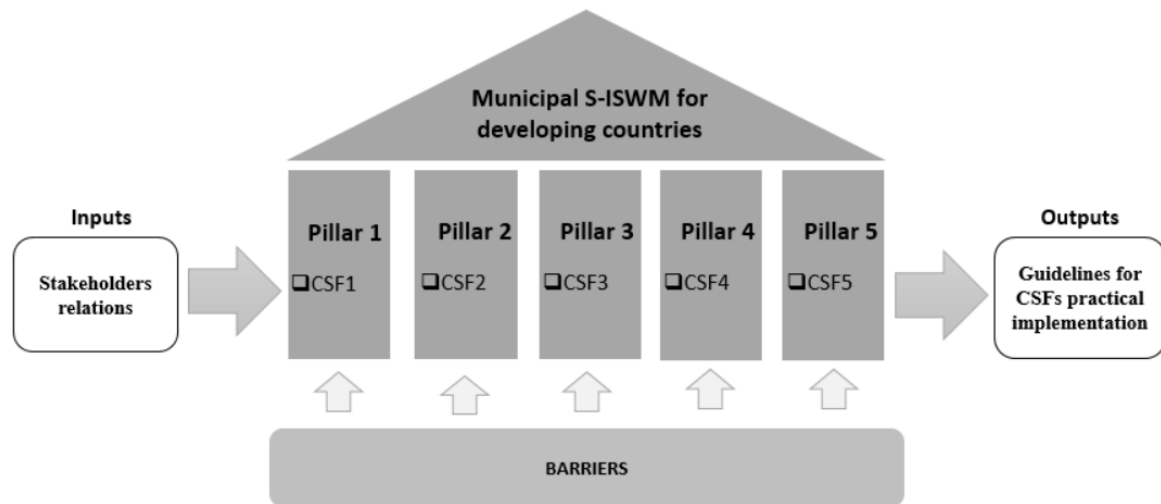 Municipal S-ISWM for
developing countries
Inputs
Stakeholders
relations
Pillar 1
❑CSF1
Pillar 2
❑CSF2
Pillar 3
❑CSF3
Pillar 4
❑CSF4
Pillar 5
❑CSF5
Outputs
Guidelines for
CSFs practical
implementation
BARRIERS